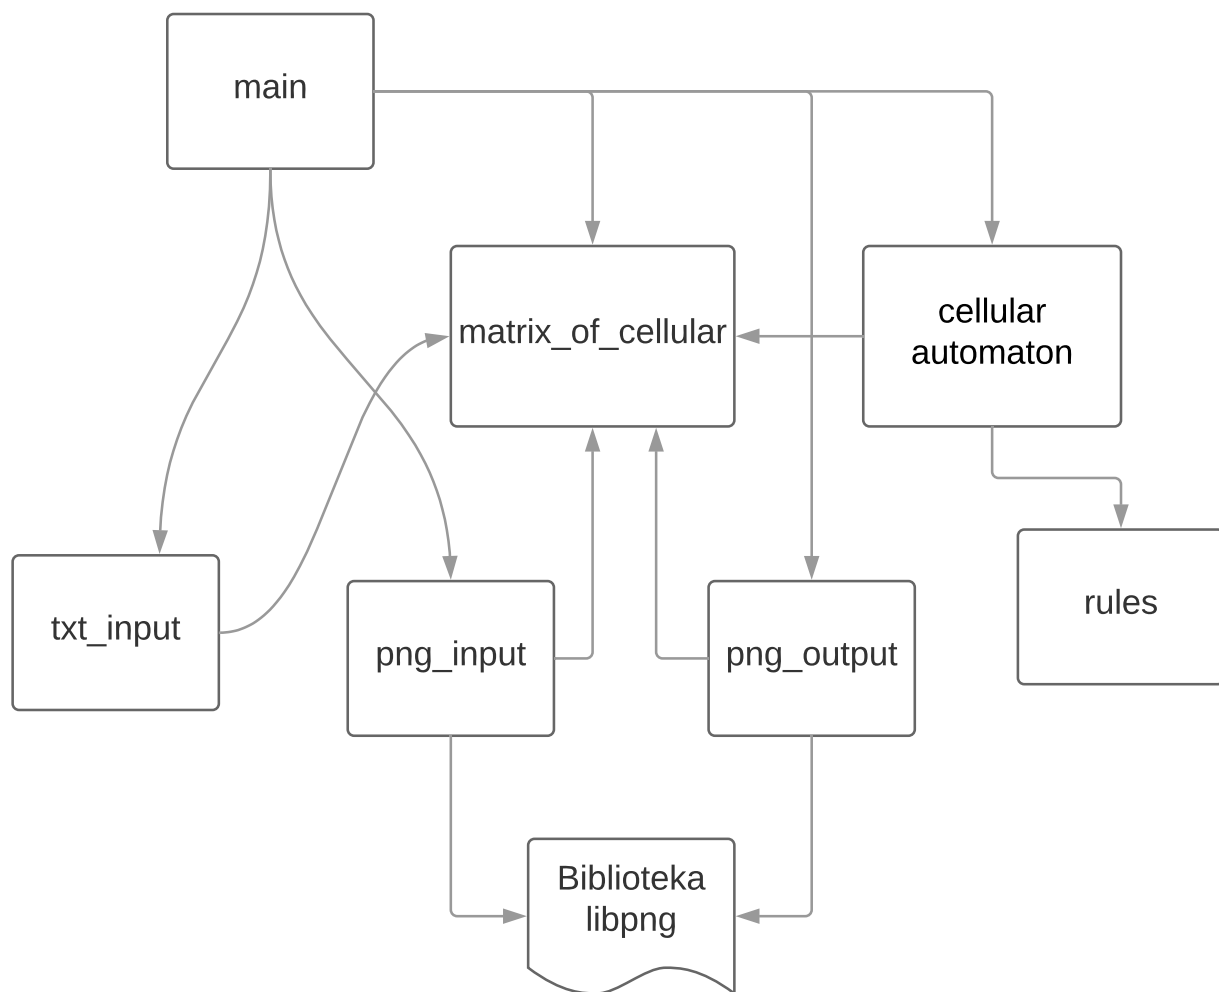 main
matrix_of_cellular
cellular
automaton
txt_input
png_input
png_output
rules
Biblioteka
libpng